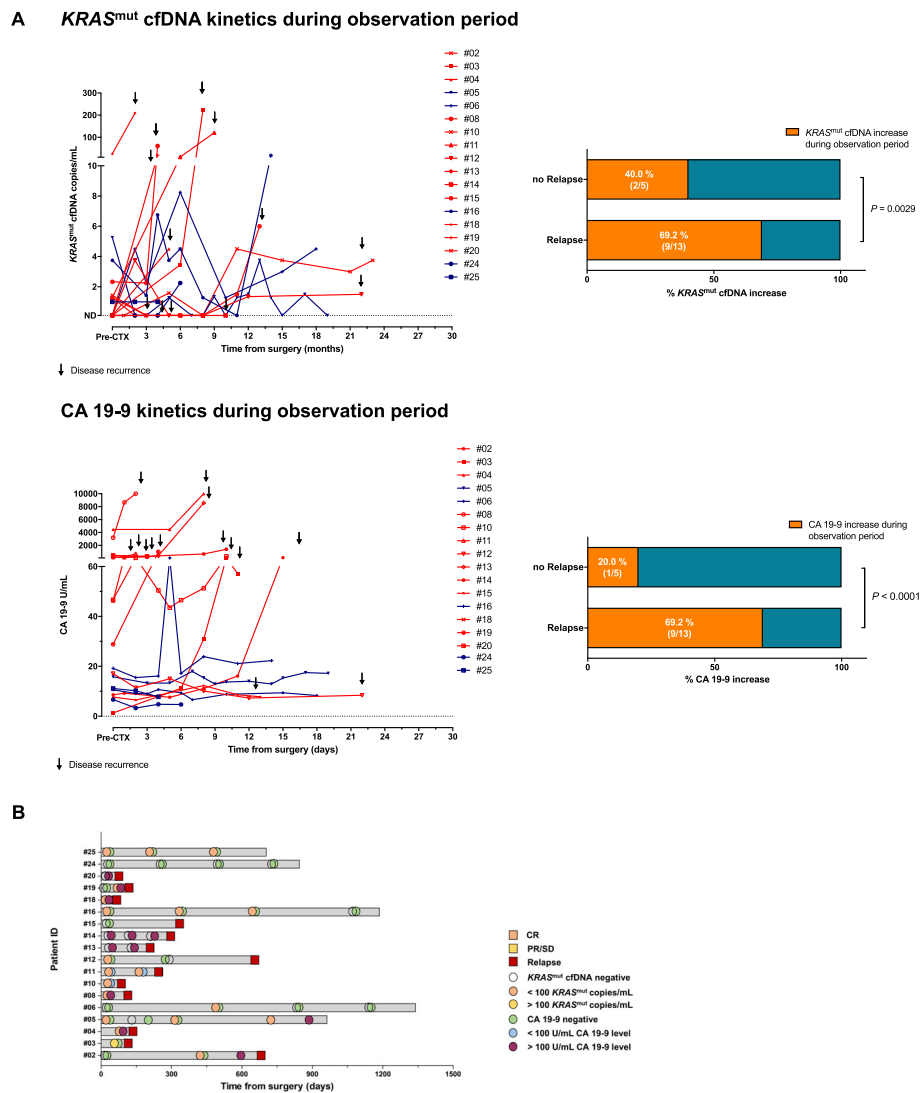 A
KRASmut cfDNA kinetics during observation period
KRASmut cfDNA copies/mL
300
200
100
10
8
6
4
2
ND
Pre-CTX 3 6 9 12 15 18 21 24 27 30
Time from surgery (months)
Disease recurrence
#02
#03
#04
#05
#06
#08
#10
#11
#12
#13
#14
#15
#16
#18
#19
#20
#24
#25
KRASmut cfDNA increase
during observation period
no Relapse
40.0 %
(2/5)
Relapse
69.2 %
(9/13)
P = 0.0029
0 50 100
% KRASmut cfDNA increase
CA 19-9 kinetics during observation period
CA 19-9 U/mL
10000
8000
6000
4000
2000
60
40
20
0
Pre-CTX 3 6 9 12 15 18 21 24 27 30
Time from surgery (days)
Disease recurrence
#02
#03
#04
#05
#06
#08
#10
#11
#12
#13
#14
#15
#16
#18
#19
#20
#24
#25
CA 19-9 increase during
observation period
no Relapse
20.0 %
(1/5)
Relapse
69.2 %
(9/13)
P < 0.0001
0 50 100
% CA 19-9 increase
B
Patient ID
#25
#24
#20
#19
#18
#16
#15
#14
#13
#12
#11
#10
#08
#06
#05
#04
#03
#02
0 300 600 900 1200 1500
Time from surgery (days)
CR
PR/SD
Relapse
KRASmut cfDNA negative
< 100 KRASmut copies/mL
> 100 KRASmut copies/mL
CA 19-9 negative
< 100 U/mL CA 19-9 level
> 100 U/mL CA 19-9 level